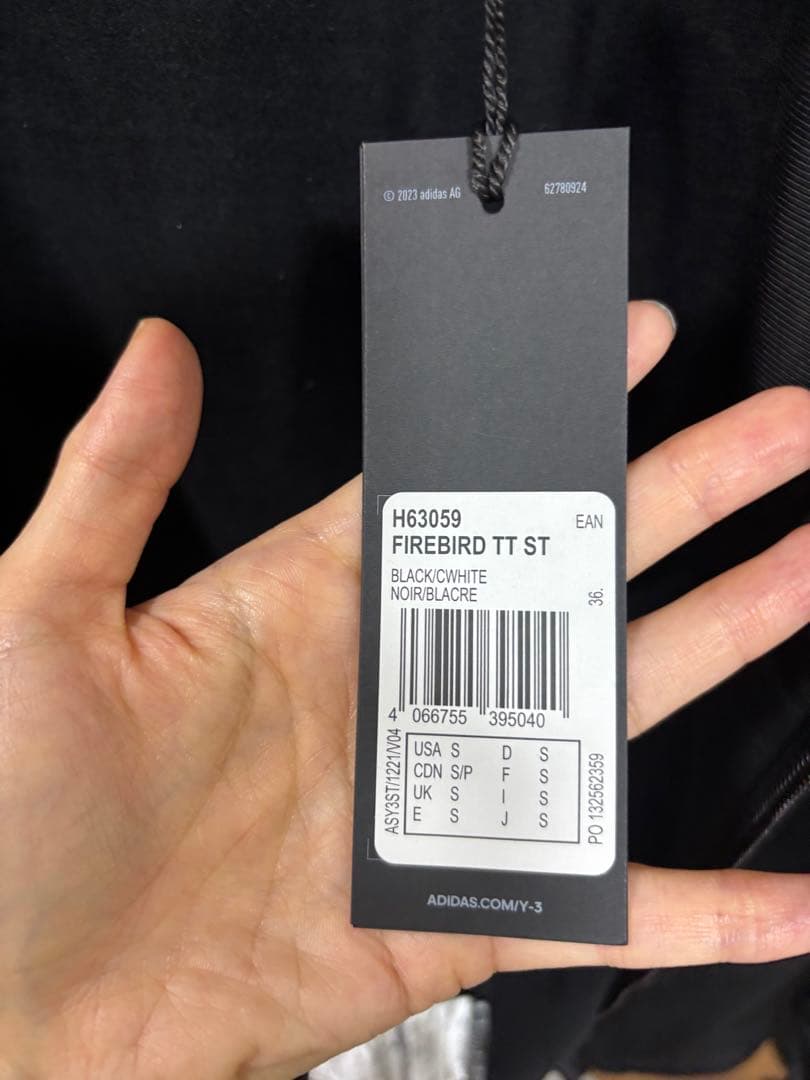 © 2023 adidas AG 62780924
H63059 EAN
FIREBIRD TT ST
BLACK/CWHITE
NOIR/BLACRE
36.
4 066755 395040
USA S D S
CDN S/P F S
UK S I S
E S J S
ASY3ST/1221/V04
PO 132562359
ADIDAS.COM/Y-3